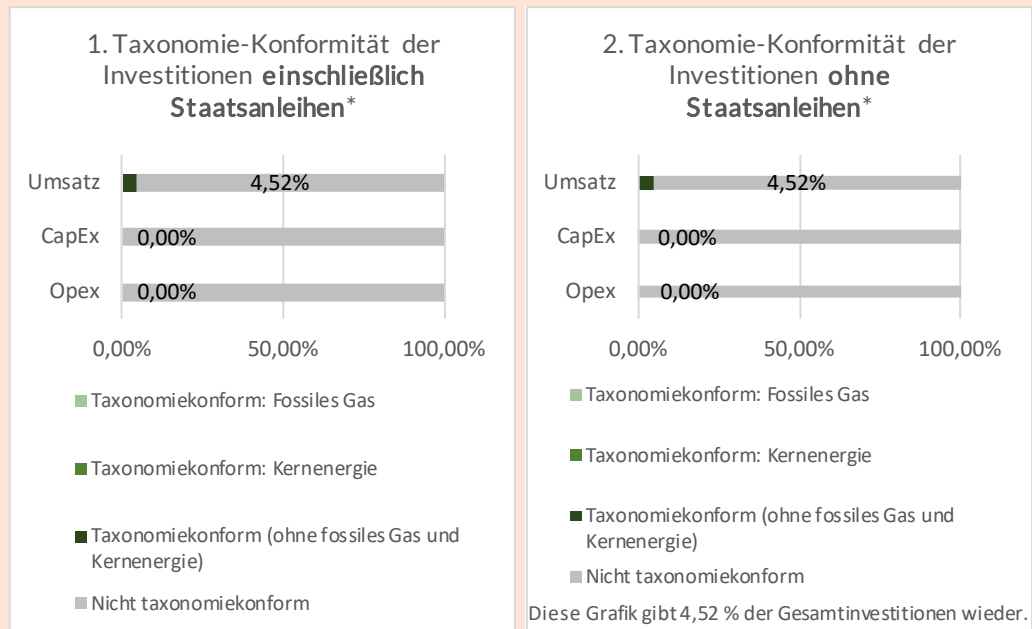 1. Taxonomie-Konformität der
Investitionen einschließlich
Staatsanleihen*
Umsatz
4,52%
CapEx
0,00%
Opex
0,00%
0,00% 50,00% 100,00%
Taxonomiekonform: Fossiles Gas
Taxonomiekonform: Kernenergie
Taxonomiekonform (ohne fossiles Gas und
Kernenergie)
Nicht taxonomiekonform
2. Taxonomie-Konformität der
Investitionen ohne
Staatsanleihen*
Umsatz
4,52%
CapEx
0,00%
Opex
0,00%
0,00% 50,00% 100,00%
Taxonomiekonform: Fossiles Gas
Taxonomiekonform: Kernenergie
Taxonomiekonform (ohne fossiles Gas und
Kernenergie)
Nicht taxonomiekonform
Diese Grafik gibt 4,52 % der Gesamtinvestitionen wieder.